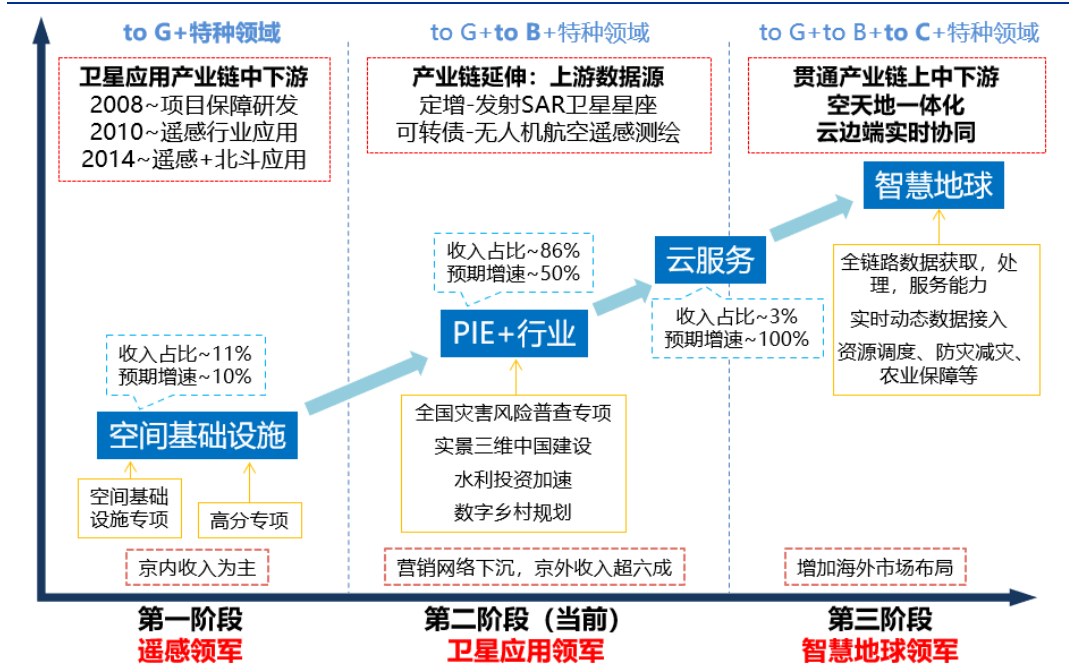 to G+特种领域
卫星应用产业链中下游
2008~项目保障研发
2010~遥感行业应用
2014~遥感+北斗应用
收入占比~11%
预期增速~10%
空间基础设施
空间基础
设施专项
高分专项
京内收入为主
第一阶段
遥感领军
to G+to B+特种领域
产业链延伸：上游数据源
定增-发射SAR卫星星座
可转债-无人机航空遥感测绘
收入占比~86%
预期增速~50%
PIE+行业
全国灾害风险普查专项
实景三维中国建设
水利投资加速
数字乡村规划
云服务
收入占比~3%
预期增速~100%
营销网络下沉，京外收入超六成
第二阶段（当前）
卫星应用领军
to G+to B+to C+特种领域
贯通产业链上中下游
空天地一体化
云边端实时协同
智慧地球
全链路数据获取，处
理，服务能力
实时动态数据接入
资源调度、防灾减灾、
农业保障等
增加海外市场布局
第三阶段
智慧地球领军